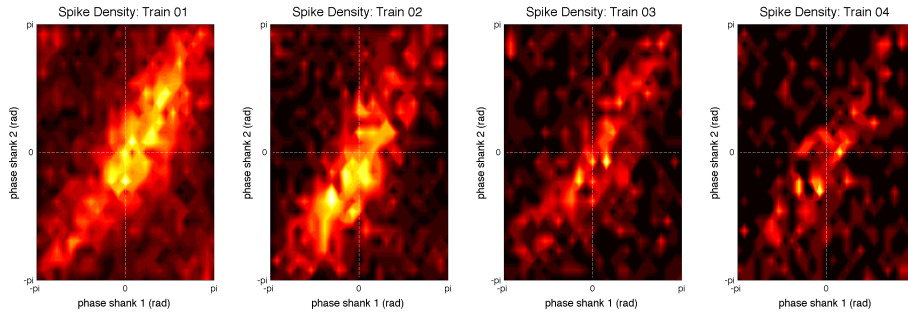 Spike Density: Train 01
pi
phase shank 2 (rad)
0
-pi
-pi
0
pi
phase shank 1 (rad)
Spike Density: Train 02
pi
phase shank 2 (rad)
0
-pi
-pi
0
pi
phase shank 1 (rad)
Spike Density: Train 03
pi
phase shank 2 (rad)
0
-pi
-pi
0
pi
phase shank 1 (rad)
Spike Density: Train 04
pi
phase shank 2 (rad)
0
-pi
-pi
0
pi
phase shank 1 (rad)